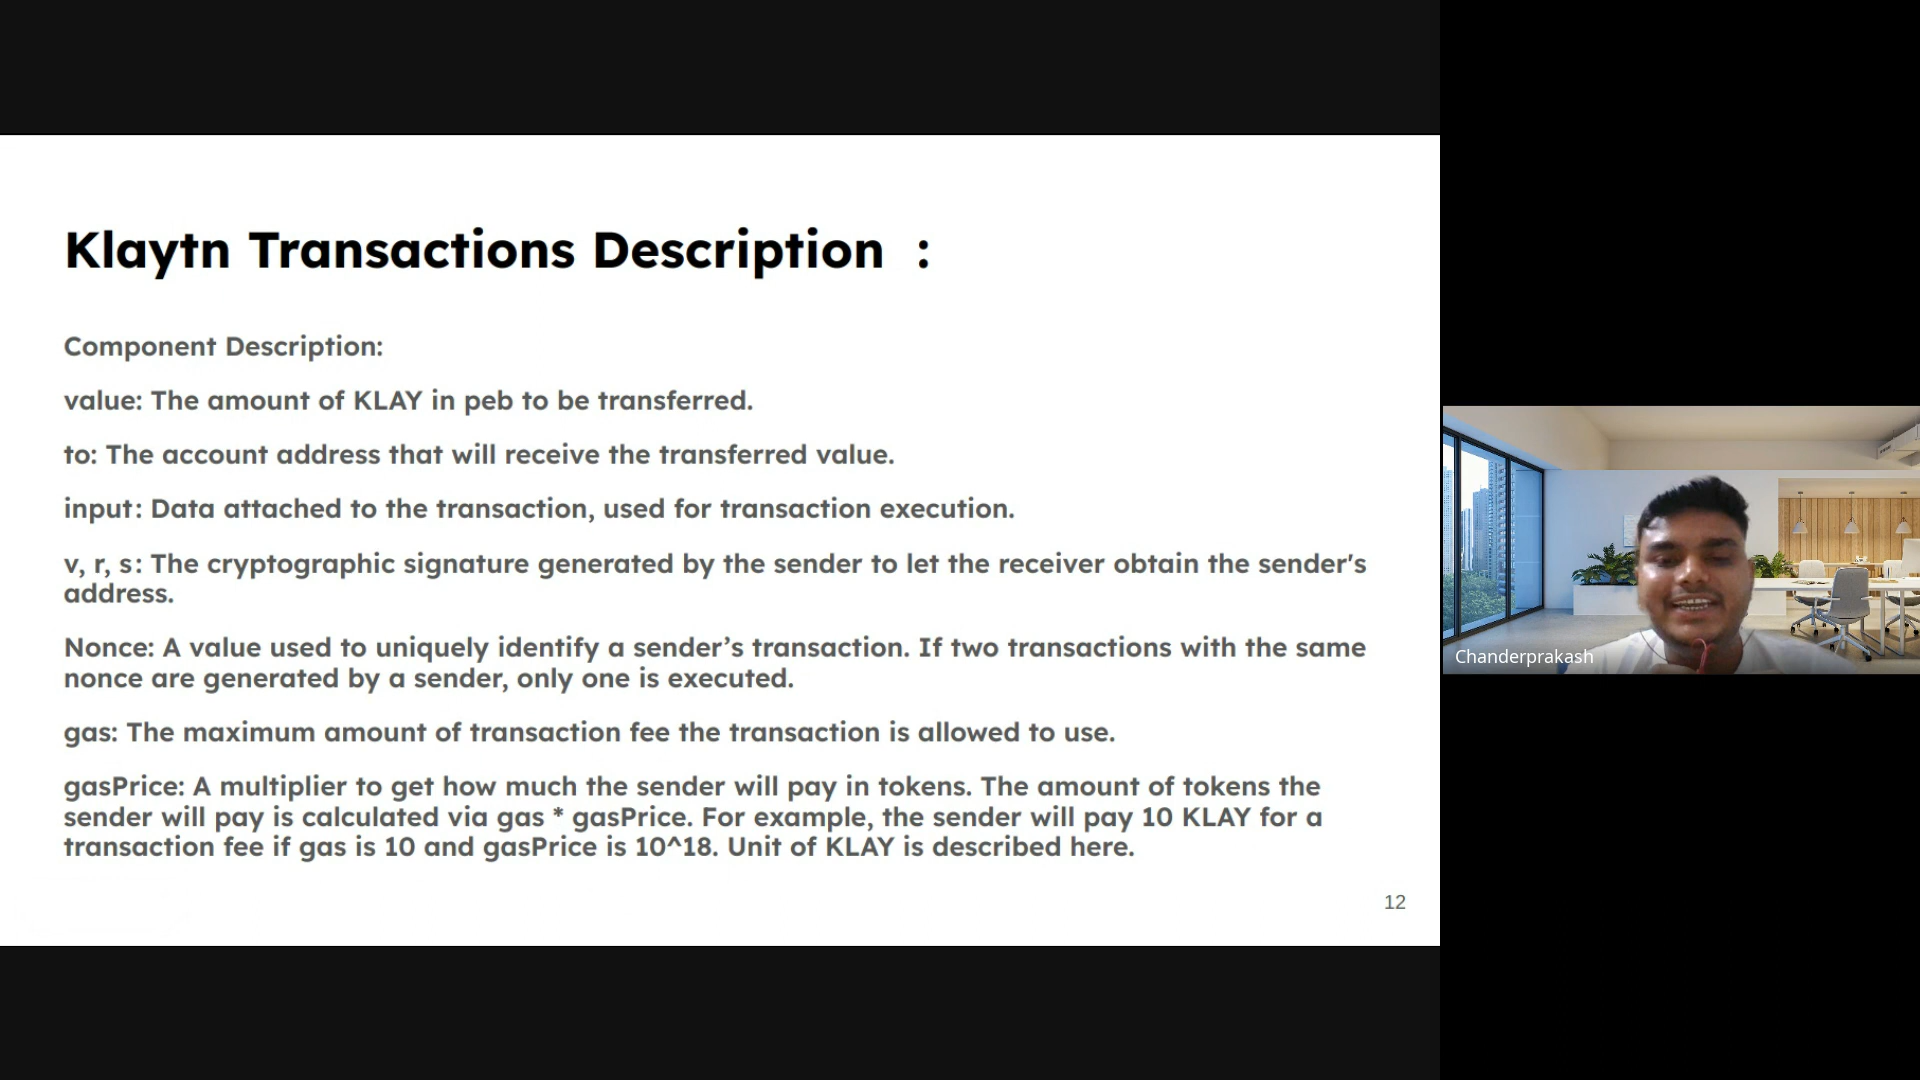 Klaytn Transactions Description :
Component Description:
value: The amount of KLAY in peb to be transferred.
to: The account address that will receive the transferred value.
input: Data attached to the transaction, used for transaction execution.
v, r, s: The cryptographic signature generated by the sender to let the receiver obtain the sender's
address.
Nonce: A value used to uniquely identify a sender’s transaction. If two transactions with the same
nonce are generated by a sender, only one is executed.
gas: The maximum amount of transaction fee the transaction is allowed to use.
gasPrice: A multiplier to get how much the sender will pay in tokens. The amount of tokens the
sender will pay is calculated via gas * gasPrice. For example, the sender will pay 10 KLAY for a
transaction fee if gas is 10 and gasPrice is 10^18. Unit of KLAY is described here.
12
Chanderprakash